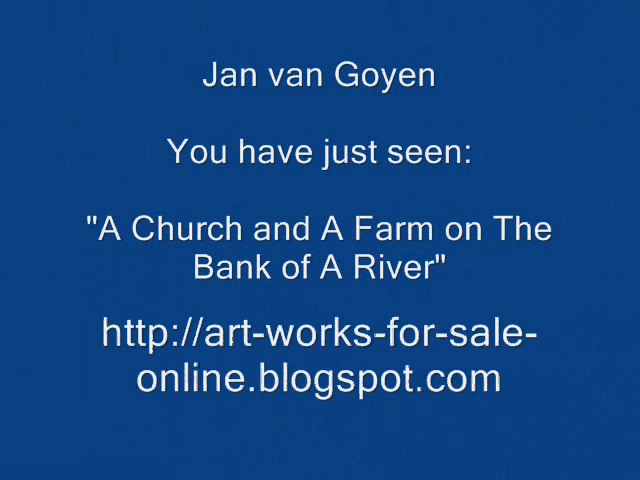 Jan van Goyen
You have just seen:
"A Church and A Farm on The
Bank of A River"
http://art-works-for-sale-
online.blogspot.com